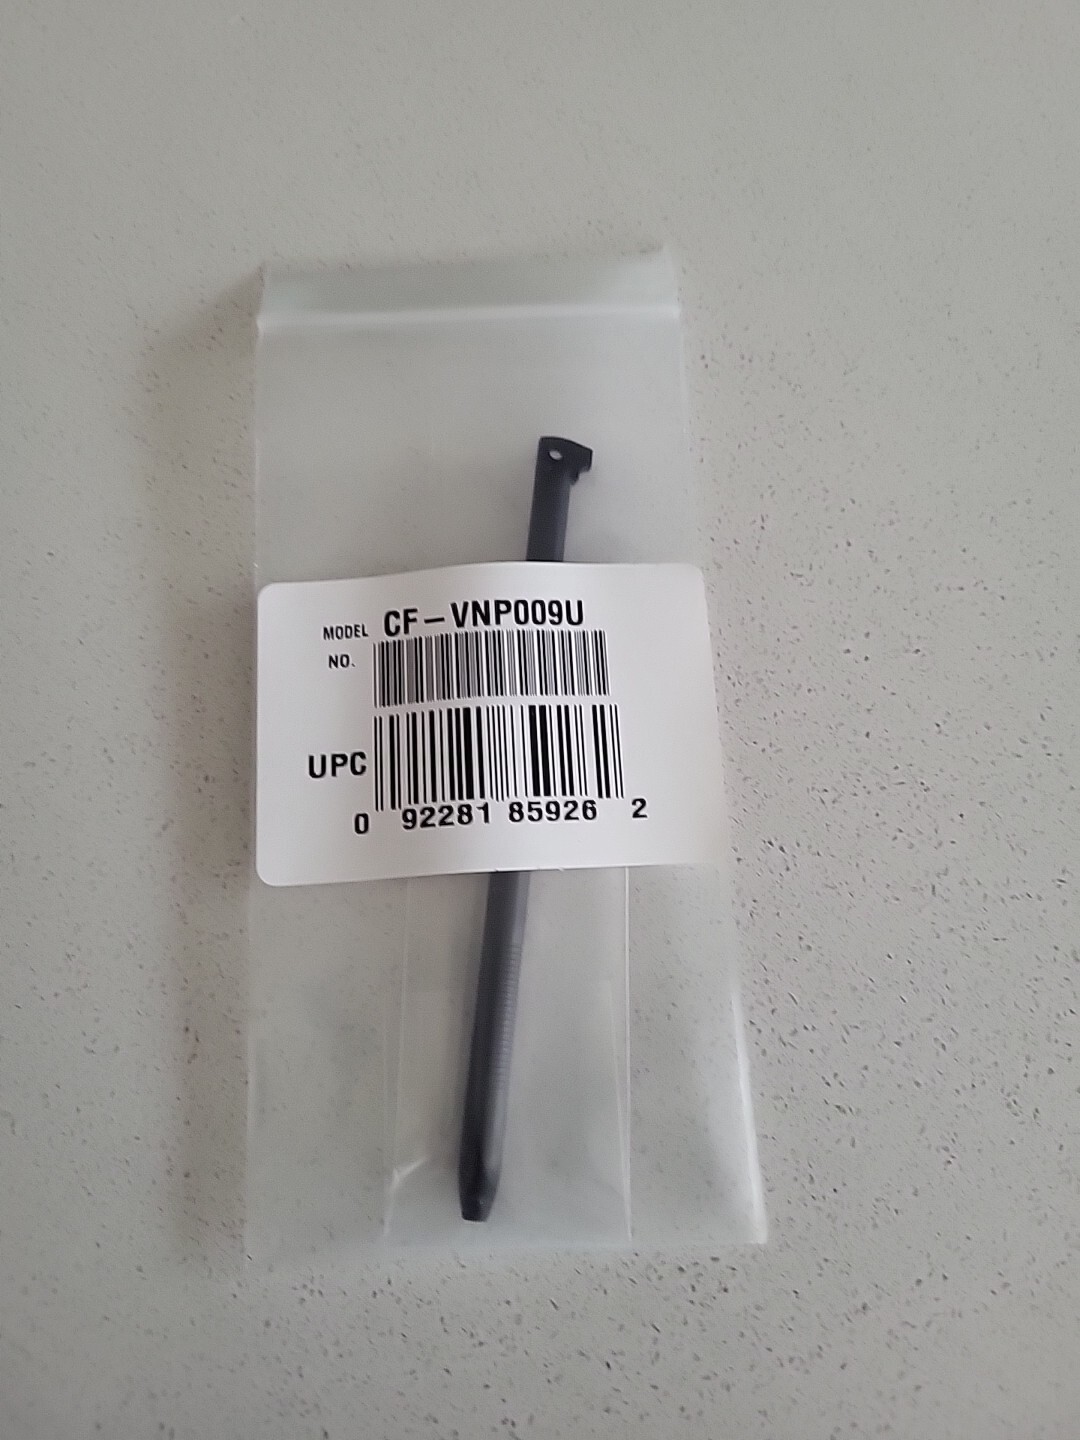 MODEL CF-VNP009U
NO.
UPC
0 92281 85926 2